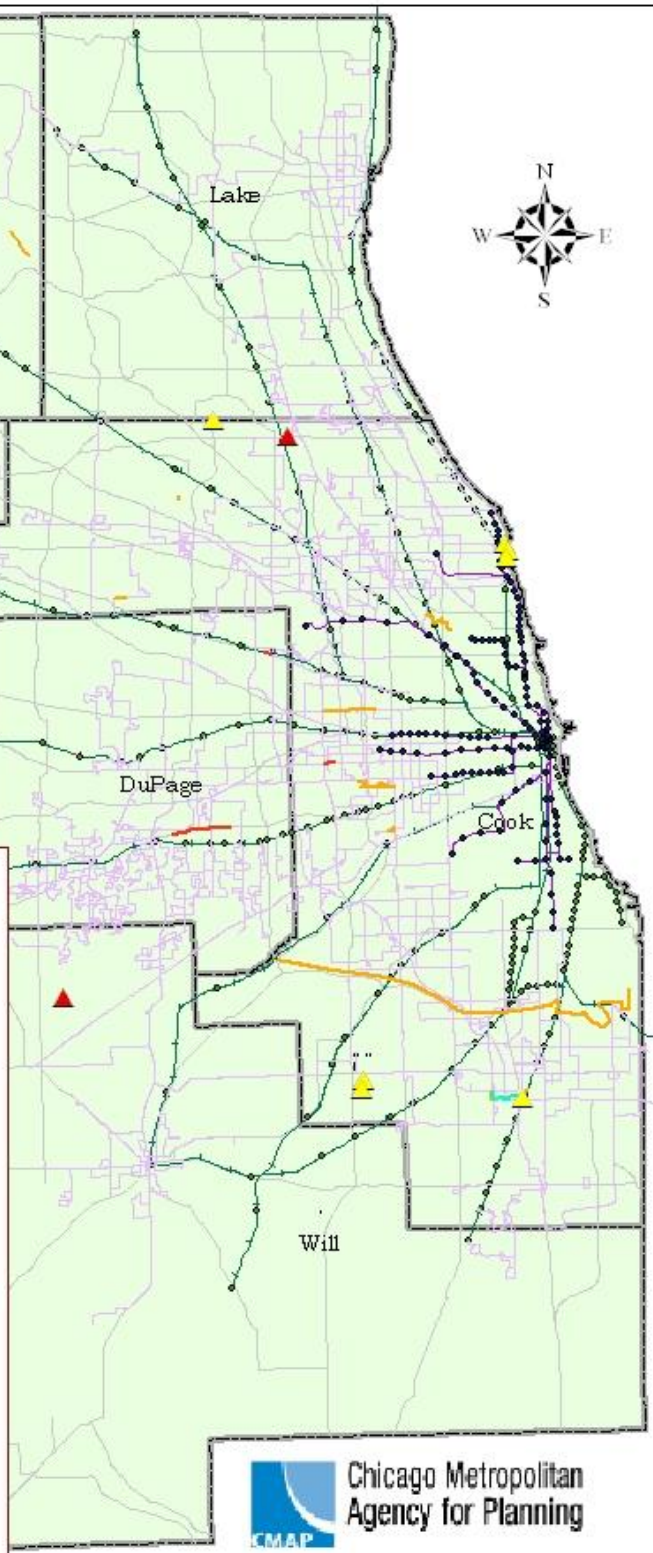 N
Lake
W E
S
DuPage
Cook
Will
Chicago Metropolitan
Agency for Planning
CMAP